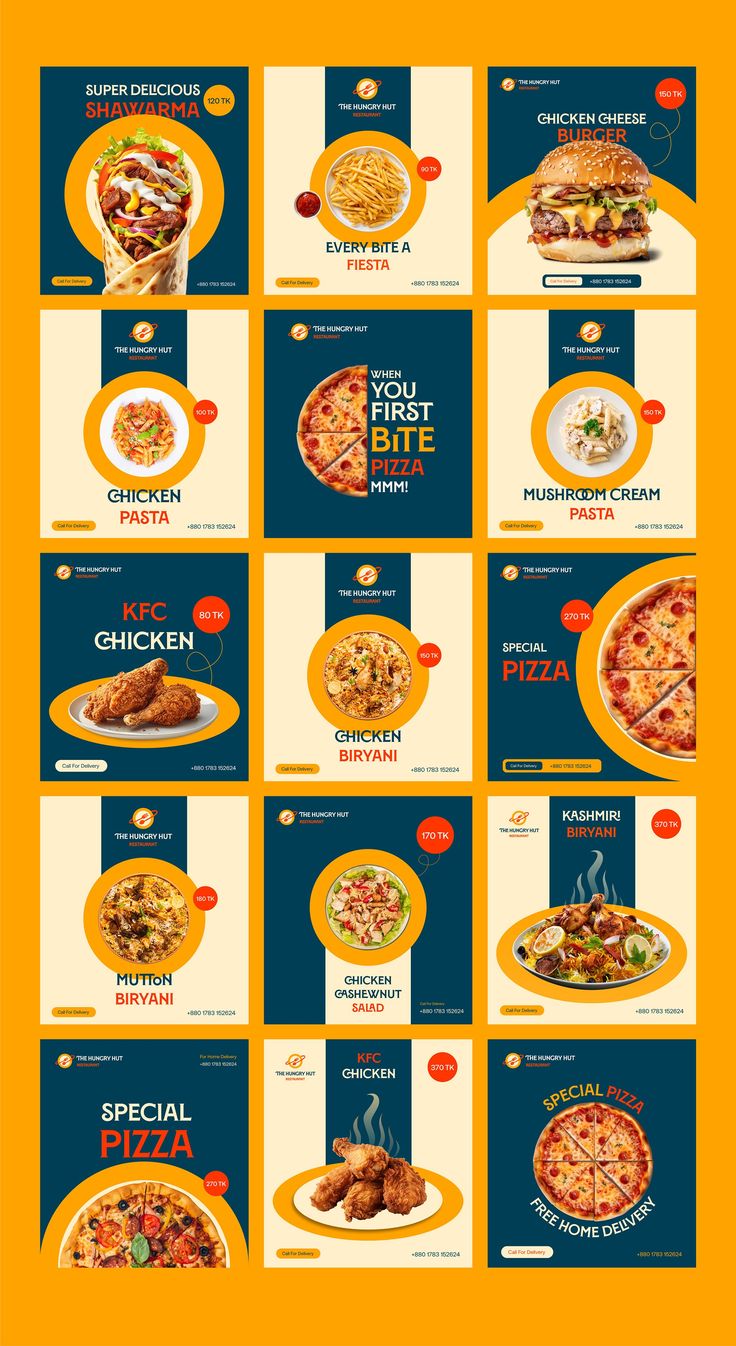 SUPER DELICIOUS
SHAWARMA
120 TK
Call For Delivery
+880 1783 152624
THE HUNGRY HUT
RESTAURANT
90 TK
EVERY BITE A
FIESTA
Call For Delivery
+880 1783 152624
THE HUNGRY HUT
RESTAURANT
150 TK
CHICKEN CHEESE
BURGER
Call For Delivery
+880 1783 152624
THE HUNGRY HUT
RESTAURANT
100 TK
CHICKEN
PASTA
Call For Delivery
+880 1783 152624
THE HUNGRY HUT
RESTAURANT
WHEN
YOU
FIRST
BITE
PIZZA
MMM!
THE HUNGRY HUT
RESTAURANT
150 TK
MUSHROOM CREAM
PASTA
Call For Delivery
+880 1783 152624
THE HUNGRY HUT
RESTAURANT
KFC
80 TK
CHICKEN
Call For Delivery
+880 1783 152624
THE HUNGRY HUT
RESTAURANT
150 TK
CHICKEN
BIRYANI
Call For Delivery
+880 1783 152624
THE HUNGRY HUT
RESTAURANT
270 TK
SPECIAL
PIZZA
Call For Delivery
+880 1783 152624
THE HUNGRY HUT
RESTAURANT
180 TK
MUTTON
BIRYANI
Call For Delivery
+880 1783 152624
THE HUNGRY HUT
RESTAURANT
170 TK
CHICKEN
CASHEWNUT
SALAD
Call For Delivery
+880 1783 152624
THE HUNGRY HUT
RESTAURANT
KASHMIRI
BIRYANI
370 TK
Call For Delivery
+880 1783 152624
THE HUNGRY HUT
RESTAURANT
For Home Delivery
+880 1783 152624
SPECIAL
PIZZA
270 TK
THE HUNGRY HUT
RESTAURANT
KFC
CHICKEN
370 TK
Call For Delivery
+880 1783 152624
THE HUNGRY HUT
RESTAURANT
SPECIAL PIZZA
FREE HOME DELIVERY
Call For Delivery
+880 1783 152624